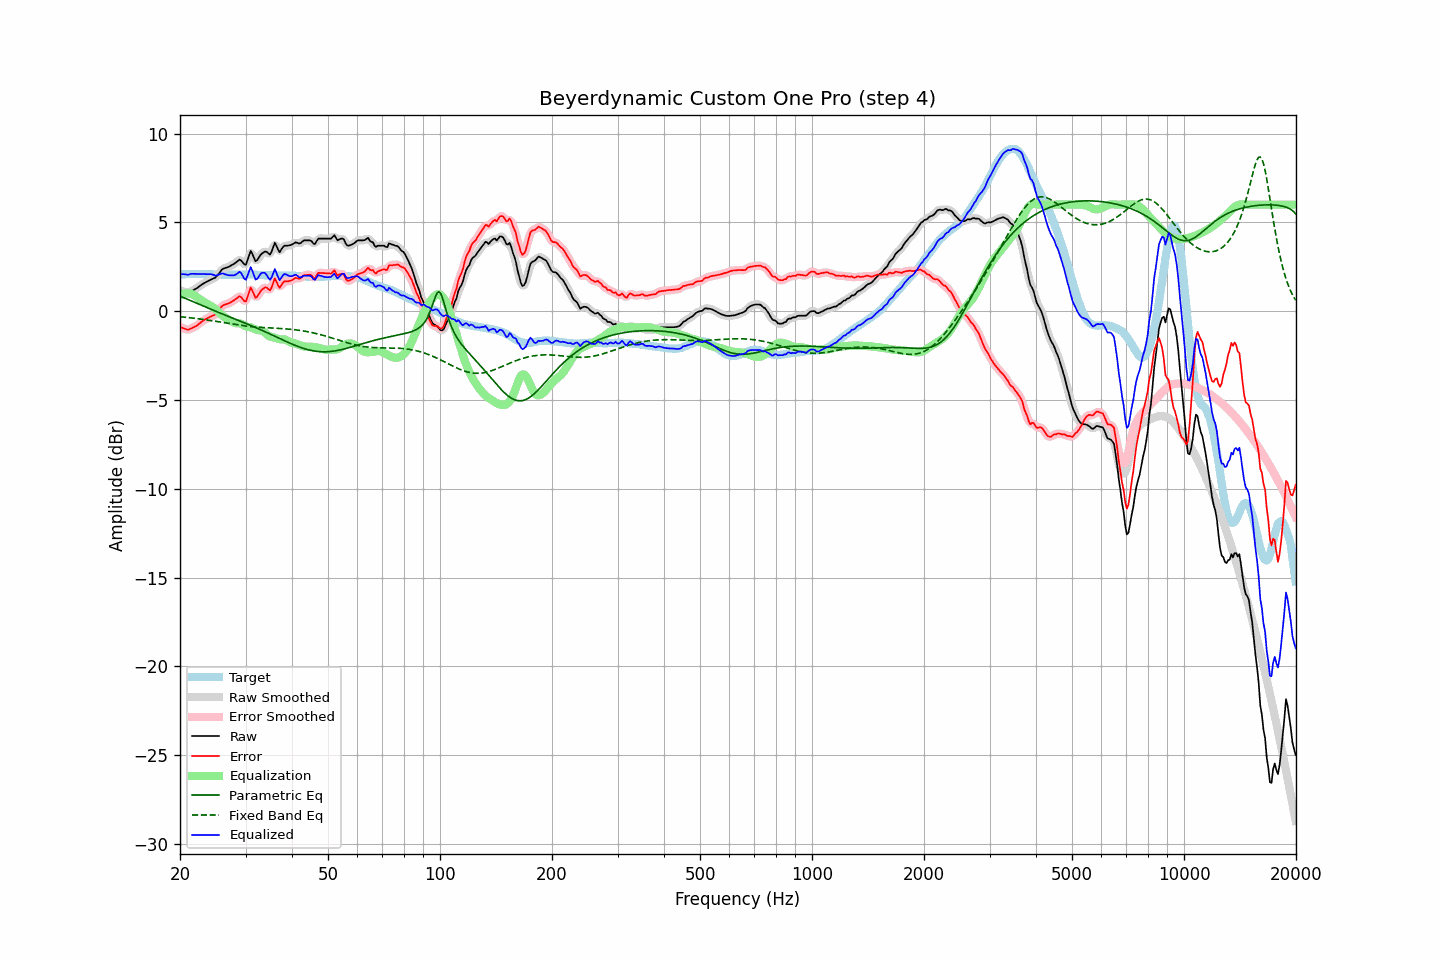 Beyerdynamic Custom One Pro (step 4)
10
5
0
−5
−10
−15
−20
−25
−30
Amplitude (dBr)
Target
Raw Smoothed
Error Smoothed
Raw
Error
Equalization
Parametric Eq
Fixed Band Eq
Equalized
20
50
100
200
500
1000
2000
5000
10000
20000
Frequency (Hz)